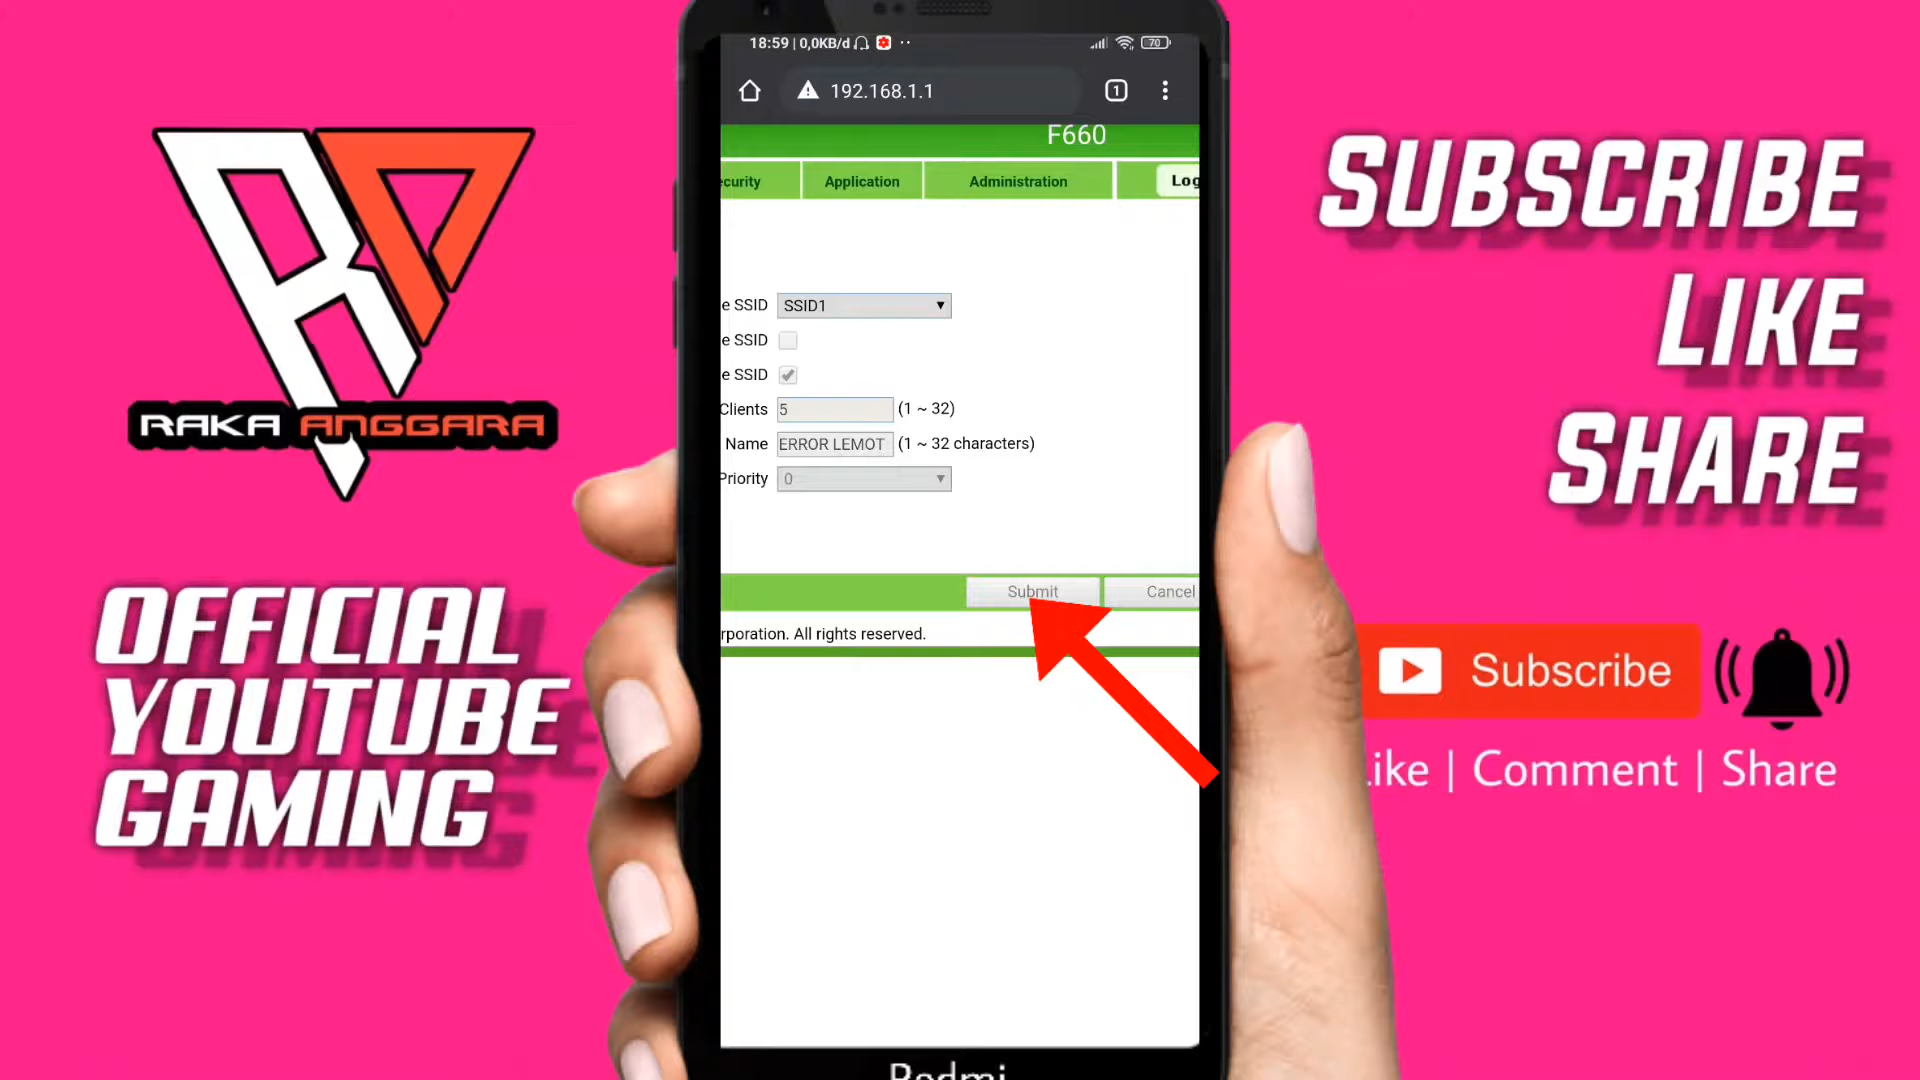 18:59 | 0,0KB/d
70
192.168.1.1
1
F660
ecurity
Application
Administration
Log
e SSID SSID1
e SSID
e SSID
Clients 5 (1 ~ 32)
Name ERROR LEMOT (1 ~ 32 characters)
Priority 0
Submit
Cancel
rporation. All rights reserved.
Redmi
RAKA ANGGARA
OFFICIAL
YOUTUBE
GAMING
SUBSCRIBE
LIKE
SHARE
Subscribe
ike | Comment | Share